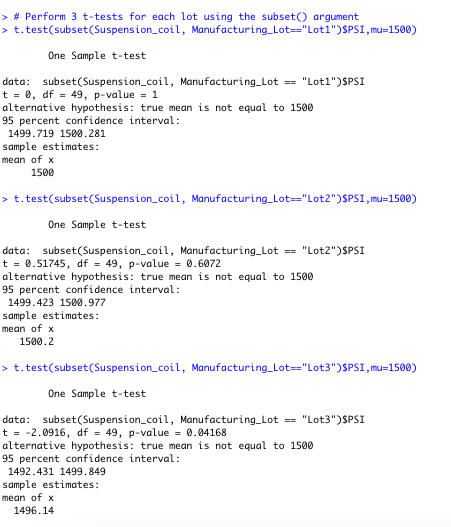 > # Perform 3 t-tests for each lot using the subset() argument
> t.test(subset(Suspension_coil, Manufacturing_Lot=="Lot1")$PSI,mu=1500)
One Sample t-test
data:  subset(Suspension_coil, Manufacturing_Lot == "Lot1")$PSI
t = 0, df = 49, p-value = 1
alternative hypothesis: true mean is not equal to 1500
95 percent confidence interval:
1499.719 1500.281
sample estimates:
mean of x
1500
> t.test(subset(Suspension_coil, Manufacturing_Lot=="Lot2")$PSI,mu=1500)
One Sample t-test
data:  subset(Suspension_coil, Manufacturing_Lot == "Lot2")$PSI
t = 0.51745, df = 49, p-value = 0.6072
alternative hypothesis: true mean is not equal to 1500
95 percent confidence interval:
1499.423 1500.977
sample estimates:
mean of x
1500.2
> t.test(subset(Suspension_coil, Manufacturing_Lot=="Lot3")$PSI,mu=1500)
One Sample t-test
data:  subset(Suspension_coil, Manufacturing_Lot == "Lot3")$PSI
t = -2.0916, df = 49, p-value = 0.04168
alternative hypothesis: true mean is not equal to 1500
95 percent confidence interval:
1492.431 1499.849
sample estimates:
mean of x
1496.14